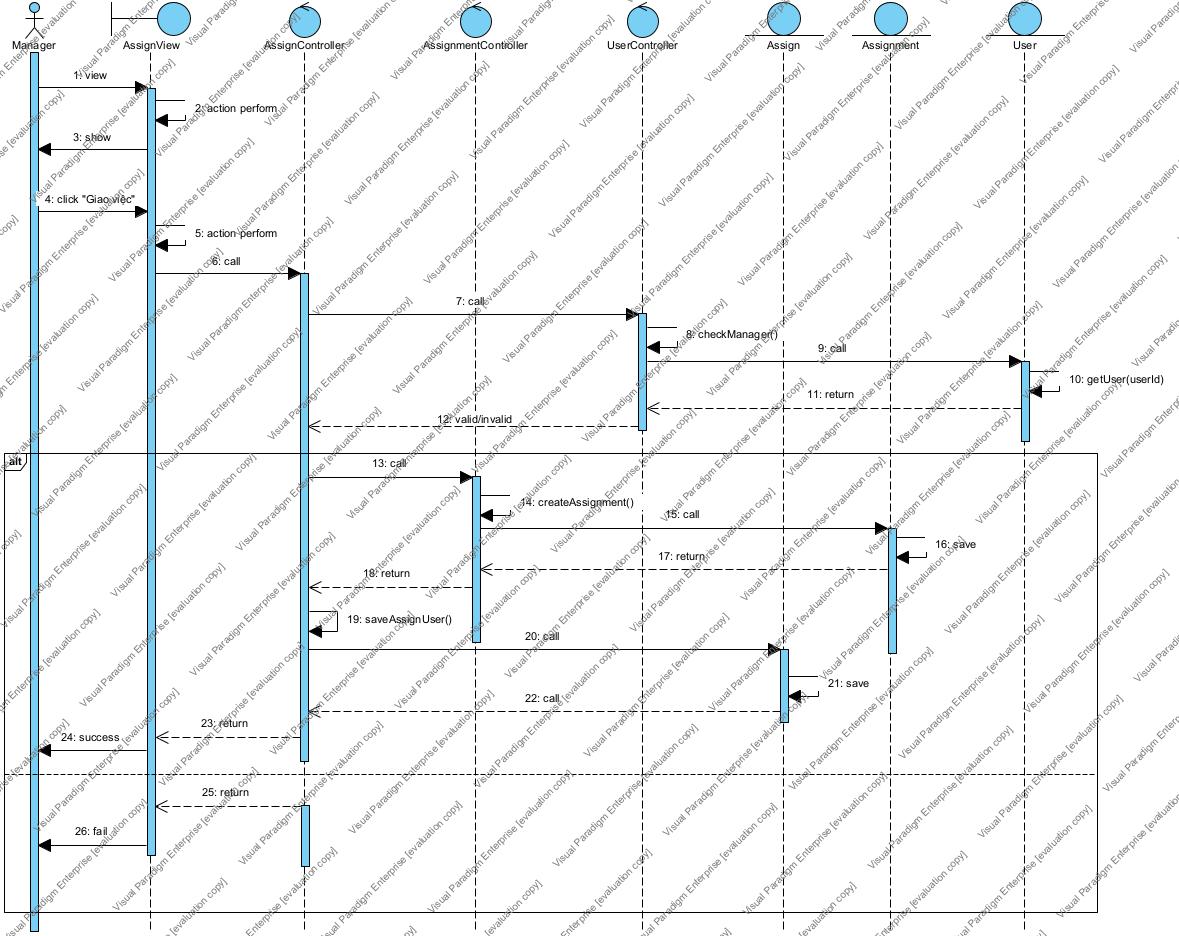 Manager
AssignView
AssignController
AssignmentController
UserController
Assign
Assignment
User
1: view
2: action perform
3: show
4: click "Giao việc"
5: action perform
6: call
7: call
8: checkManager()
9: call
10: getUser(userId)
11: return
12: valid/invalid
alt
13: call
14: createAssignment()
15: call
16: save
17: return
18: return
19: saveAssignUser()
20: call
21: save
22: call
23: return
24: success
25: return
26: fail
Visual Paradigm Enterprise [evaluation copy]